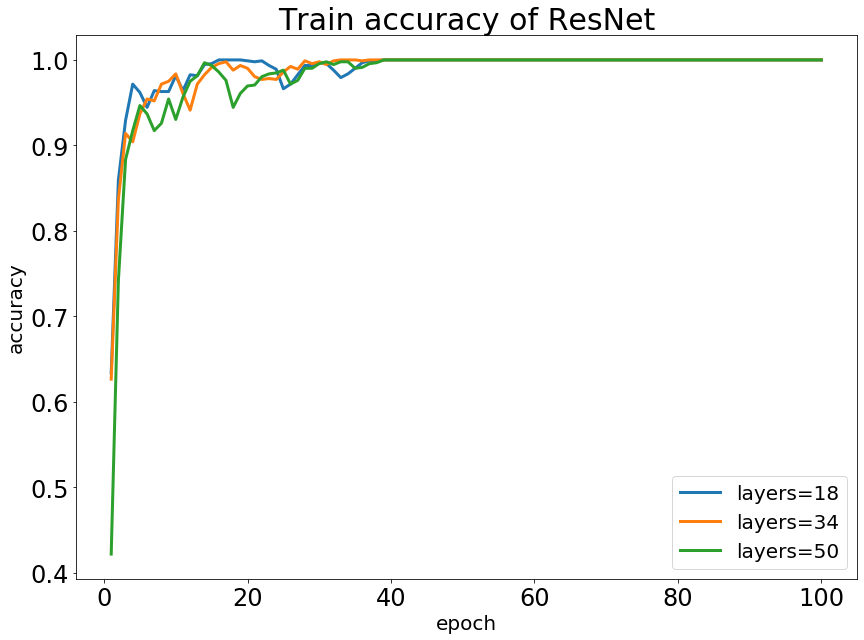 Train accuracy of ResNet
1.0
0.9
0.8
0.7
0.6
0.5
0.4
accuracy
layers=18
layers=34
layers=50
0 20 40 60 80 100
epoch